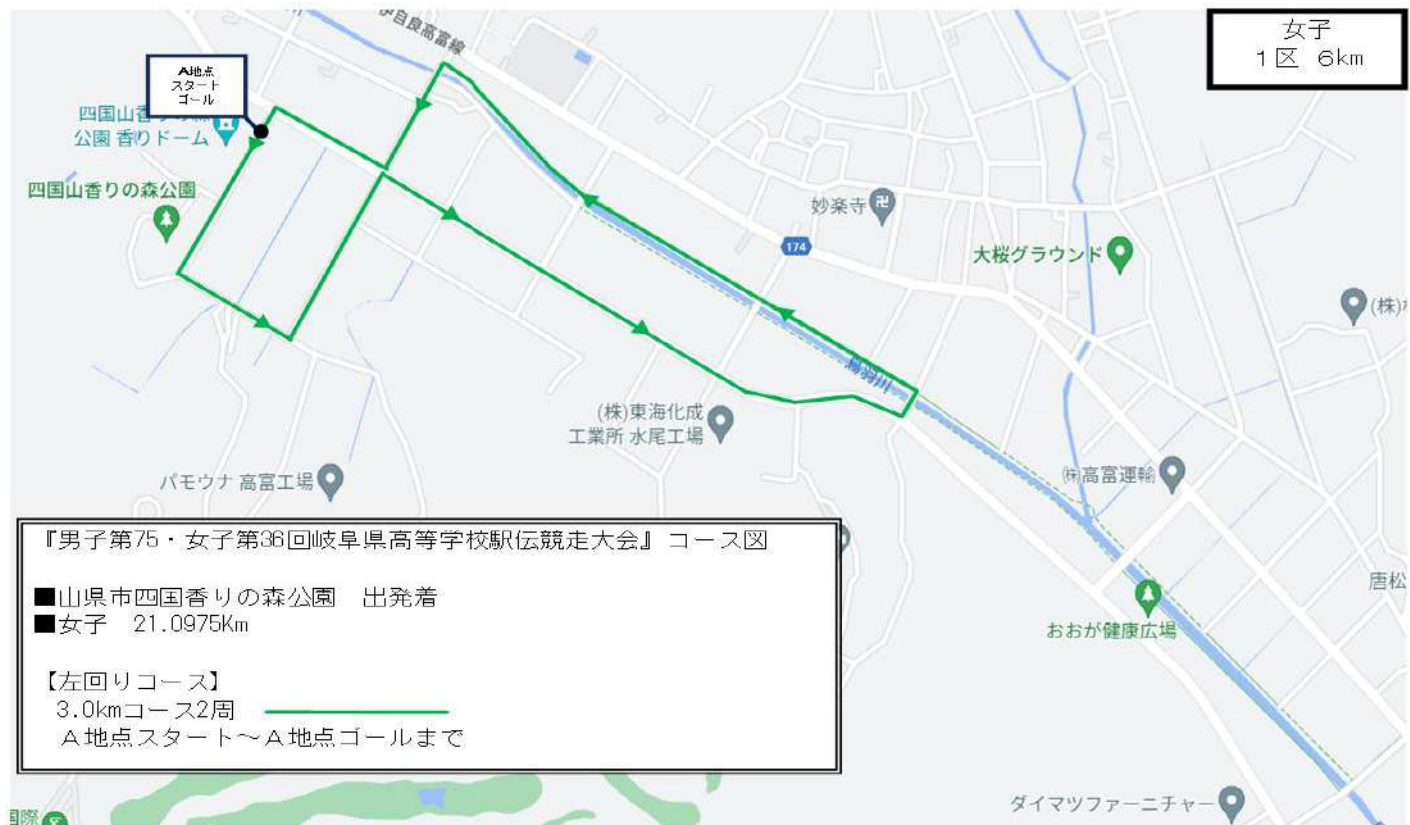 女子
1区 6km
伊自良高富線
A地点
スタート
ゴール
四国山香りの森
公園 香りドーム
四国山香りの森公園
妙楽寺
174
大桜グラウンド
(株)
鳥羽川
(株)東海化成
工業所 水尾工場
パモウナ 高富工場
㈱高富運輸
唐松
おおが健康広場
『男子第75・女子第36回岐阜県高等学校駅伝競走大会』コース図
■山県市四国香りの森公園 出発着
■女子 21.0975Km
【左回りコース】
3.0kmコース2周
A地点スタート～A地点ゴールまで
ダイマツファーニチャー
国際